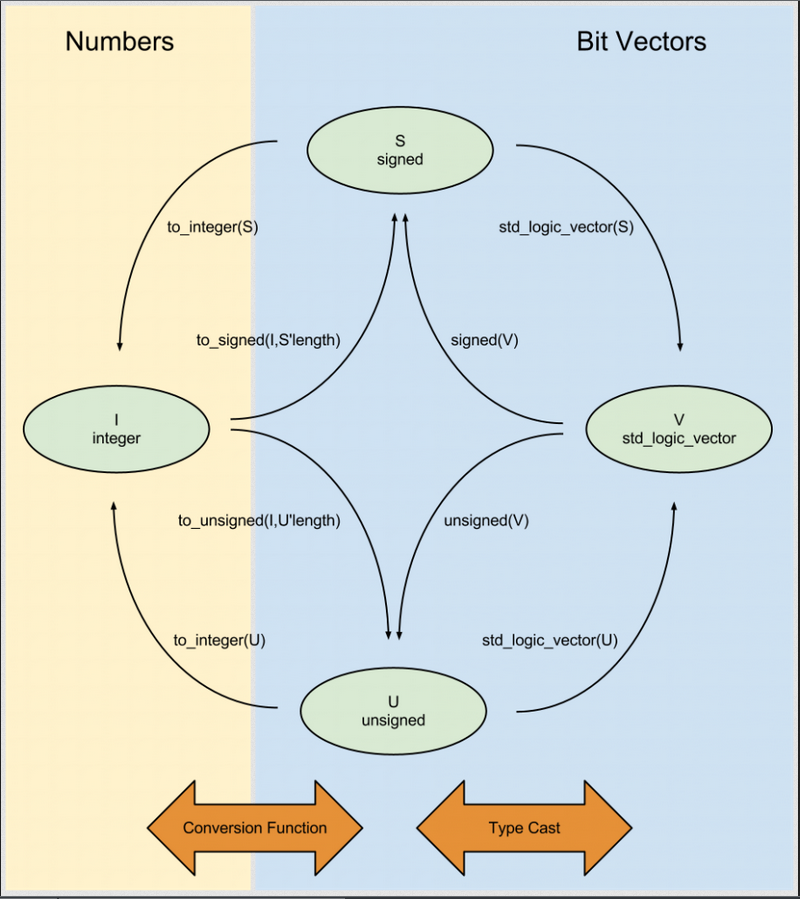 Numbers
Bit Vectors
S
signed
to_integer(S)
std_logic_vector(S)
to_signed(I,S'length)
signed(V)
I
integer
V
std_logic_vector
to_unsigned(I,U'length)
unsigned(V)
to_integer(U)
std_logic_vector(U)
U
unsigned
Conversion Function
Type Cast